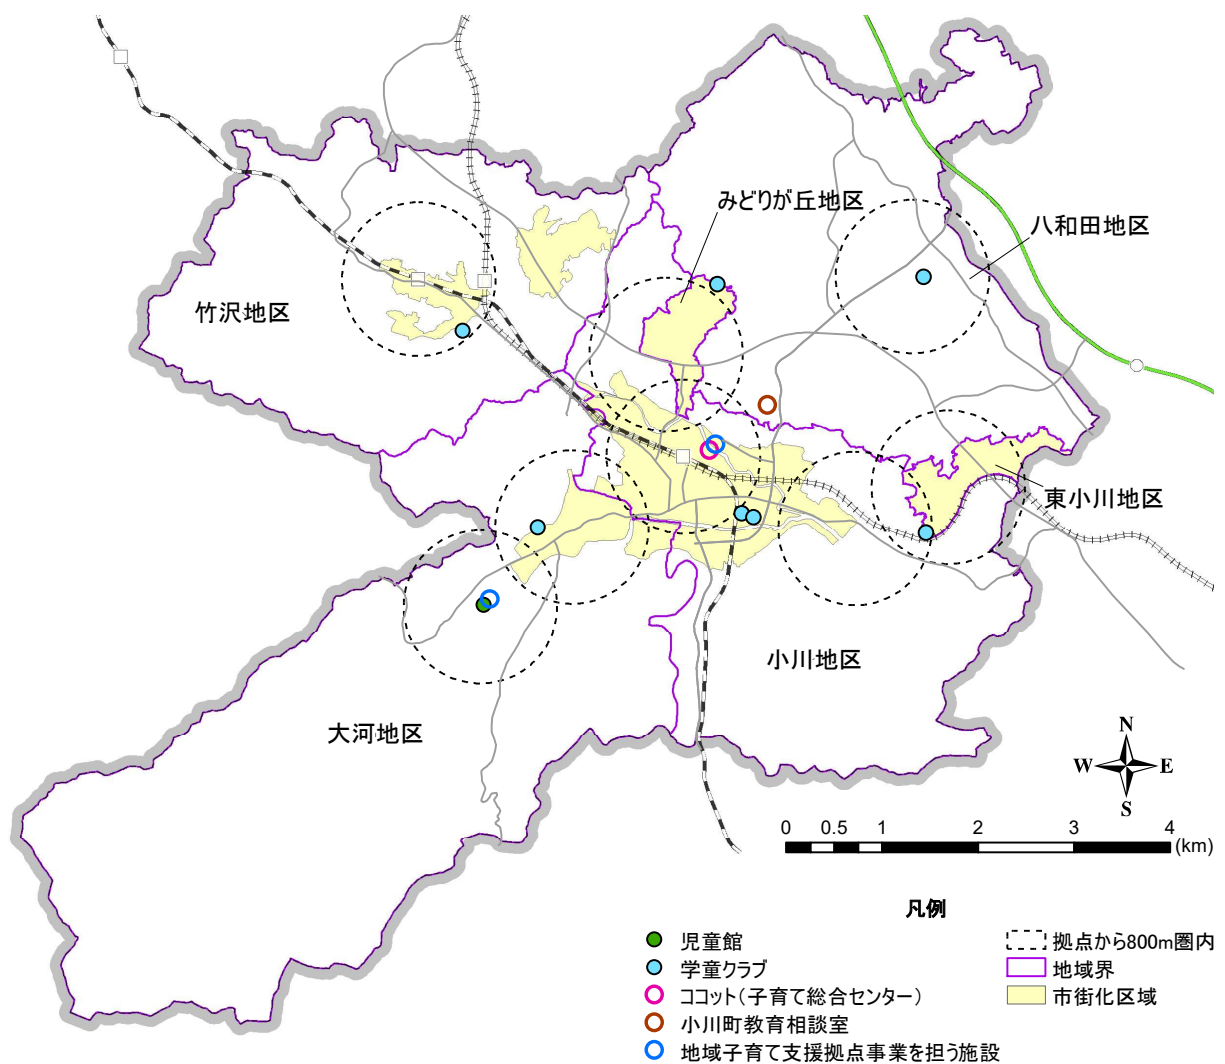 みどりが丘地区
八和田地区
竹沢地区
東小川地区
小川地区
大河地区
N
W E
S
0 0.5 1 2 3 4
(km)
凡例
児童館
学童クラブ
ココット(子育て総合センター)
小川町教育相談室
地域子育て支援拠点事業を担う施設
拠点から800m圏内
地域界
市街化区域